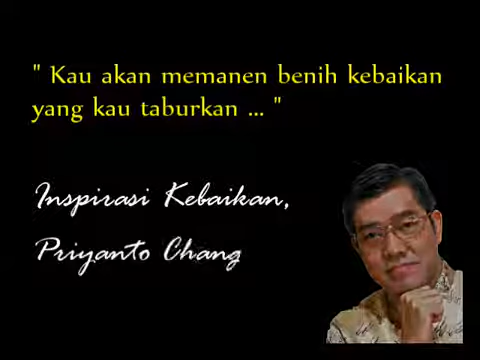 " Kau akan memanen benih kebaikan
yang kau taburkan ... "
Inspirasi Kebaikan,
Priyanto Chang